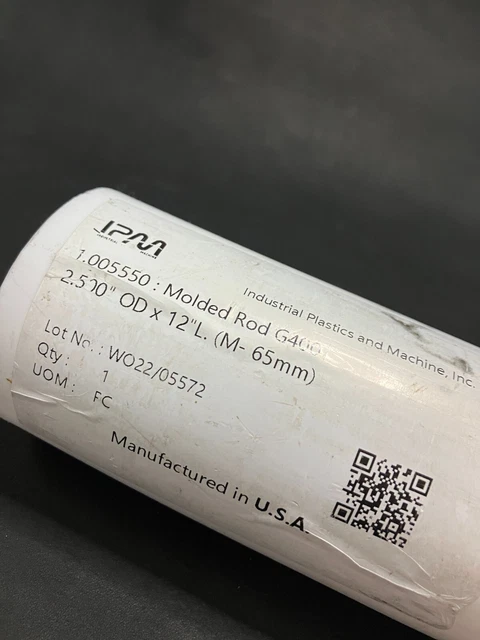 IPM
Industrial Plastics and Machine, Inc.
1.005550 : Molded Rod G400
2.500" OD x 12"L. (M- 65mm)
Lot No. : WO22/05572
Qty : 1
UOM : FC
Manufactured in U.S.A.